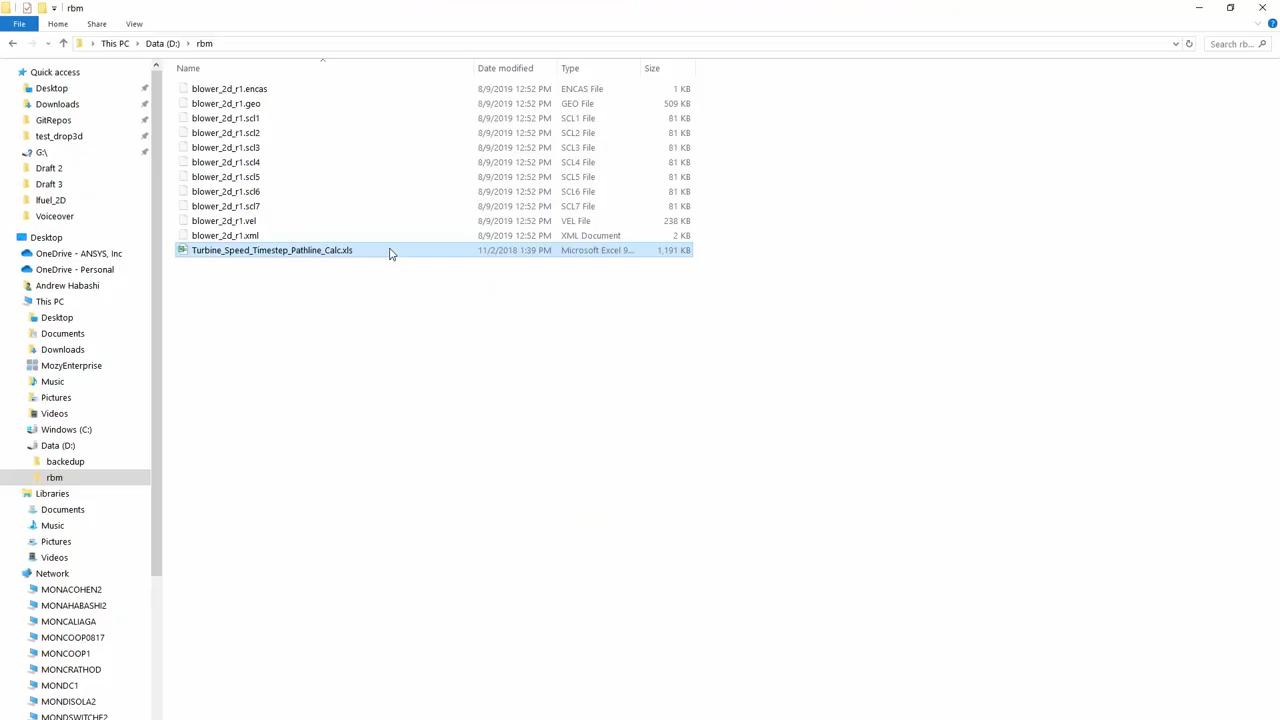 rbm
File Home Share View
This PC Data (D:) rbm Search rb...
Name Date modified Type Size
blower_2d_r1.encas 8/9/2019 12:52 PM ENCAS File 1 KB
blower_2d_r1.geo 8/9/2019 12:52 PM GEO File 509 KB
blower_2d_r1.scl1 8/9/2019 12:52 PM SCL1 File 81 KB
blower_2d_r1.scl2 8/9/2019 12:52 PM SCL2 File 81 KB
blower_2d_r1.scl3 8/9/2019 12:52 PM SCL3 File 81 KB
blower_2d_r1.scl4 8/9/2019 12:52 PM SCL4 File 81 KB
blower_2d_r1.scl5 8/9/2019 12:52 PM SCL5 File 81 KB
blower_2d_r1.scl6 8/9/2019 12:52 PM SCL6 File 81 KB
blower_2d_r1.scl7 8/9/2019 12:52 PM SCL7 File 81 KB
blower_2d_r1.vel 8/9/2019 12:52 PM VEL File 238 KB
blower_2d_r1.xml 8/9/2019 12:52 PM XML Document 2 KB
Turbine_Speed_Timestep_Pathline_Calc.xls 11/2/2018 1:39 PM Microsoft Excel 9... 1,191 KB
Quick access
Desktop
Downloads
GitRepos
test_drop3d
G:\
Draft 2
Draft 3
lfuel_2D
Voiceover
Desktop
OneDrive - ANSYS, Inc
OneDrive - Personal
Andrew Habashi
This PC
Desktop
Documents
Downloads
MozyEnterprise
Music
Pictures
Videos
Windows (C:)
Data (D:)
backedup
rbm
Libraries
Documents
Music
Pictures
Videos
Network
MONACOHEN2
MONAHABASHI2
MONCALIAGA
MONCOOP0817
MONCOOP1
MONCRATHOD
MONDC1
MONDISOLA2
MONDSWITCHE2